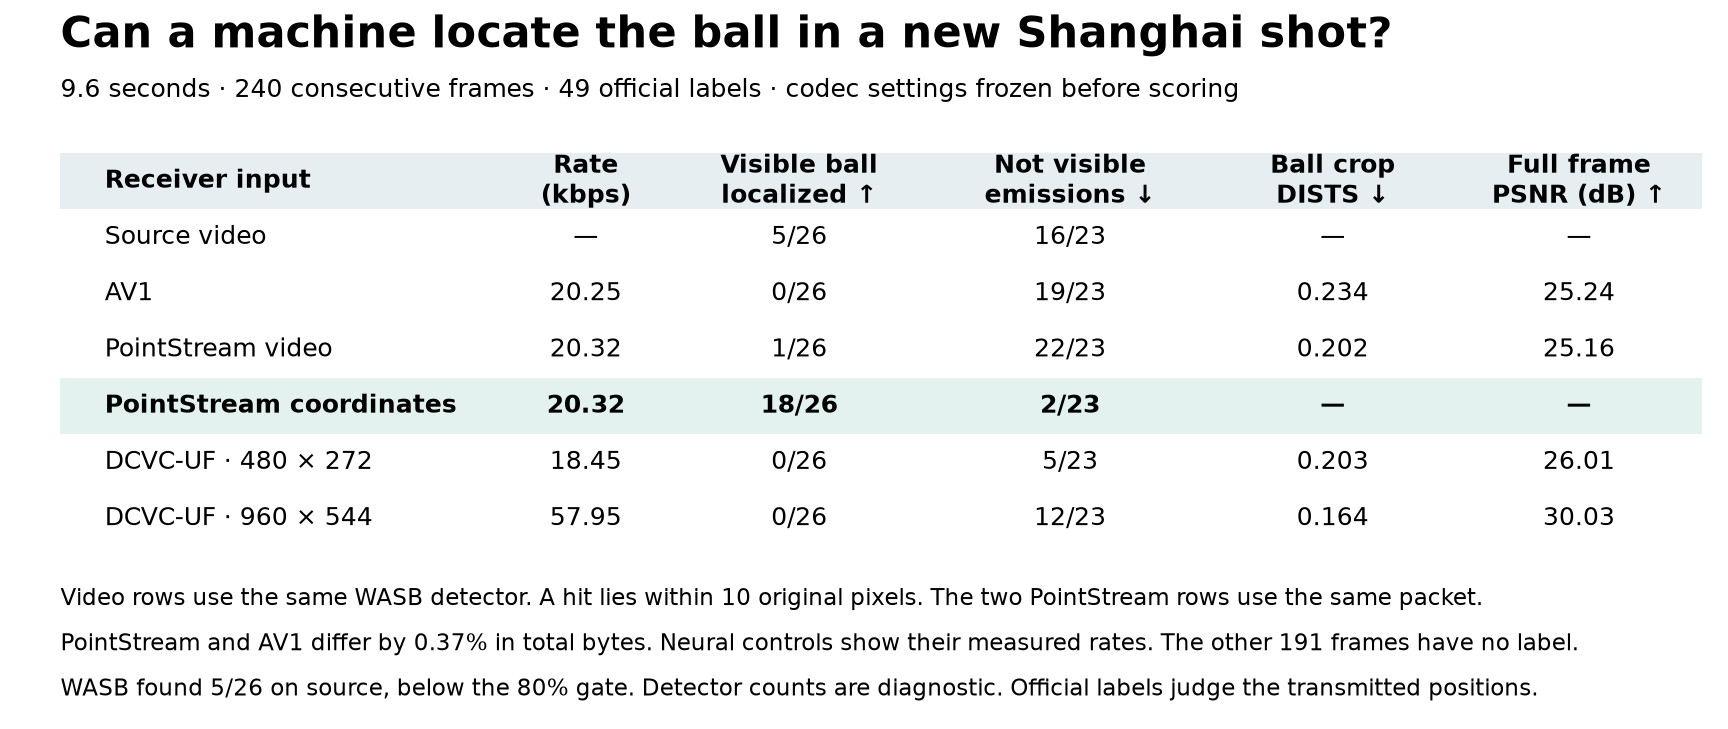 Can a machine locate the ball in a new Shanghai shot?
9.6 seconds · 240 consecutive frames · 49 official labels · codec settings frozen before scoring
Receiver input Rate (kbps) Visible ball localized ↑ Not visible emissions ↓ Ball crop DISTS ↓ Full frame PSNR (dB) ↑
Source video — 5/26 16/23 — —
AV1 20.25 0/26 19/23 0.234 25.24
PointStream video 20.32 1/26 22/23 0.202 25.16
PointStream coordinates 20.32 18/26 2/23 — —
DCVC-UF · 480 × 272 18.45 0/26 5/23 0.203 26.01
DCVC-UF · 960 × 544 57.95 0/26 12/23 0.164 30.03
Video rows use the same WASB detector. A hit lies within 10 original pixels. The two PointStream rows use the same packet.
PointStream and AV1 differ by 0.37% in total bytes. Neural controls show their measured rates. The other 191 frames have no label.
WASB found 5/26 on source, below the 80% gate. Detector counts are diagnostic. Official labels judge the transmitted positions.